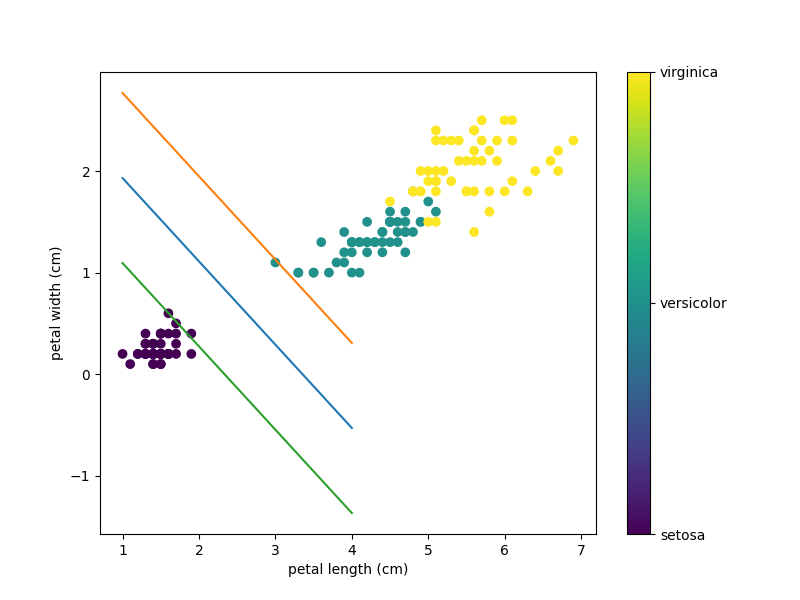 virginica
versicolor
setosa
2
1
0
−1
petal width (cm)
1 2 3 4 5 6 7
petal length (cm)